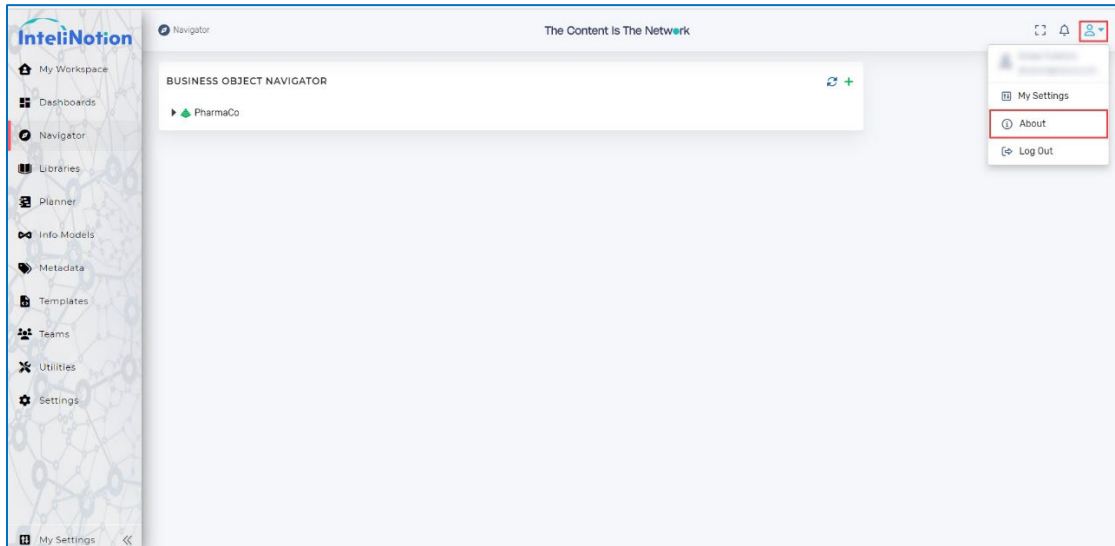 InteliNotion
Navigator
The Content Is The Network
My Workspace
Dashboards
Navigator
Libraries
Planner
Info Models
Metadata
Templates
Teams
Utilities
Settings
My Settings
BUSINESS OBJECT NAVIGATOR
PharmaCo
My Settings
About
Log Out